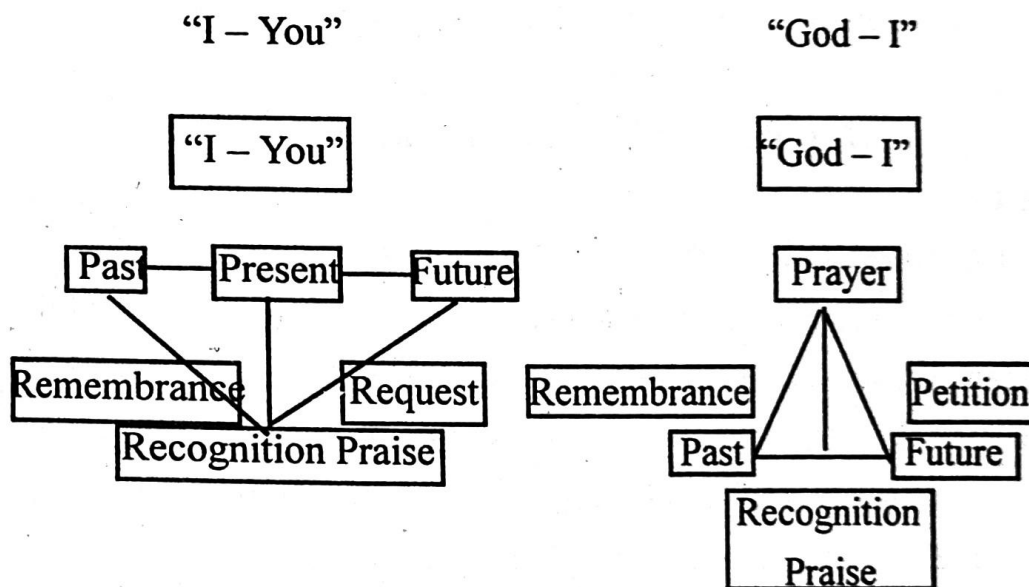 “I – You”
“God – I”
“I – You”
“God – I”
Past
Present
Future
Prayer
Remembrance
Request
Remembrance
Petition
Recognition Praise
Past
Future
Recognition
Praise